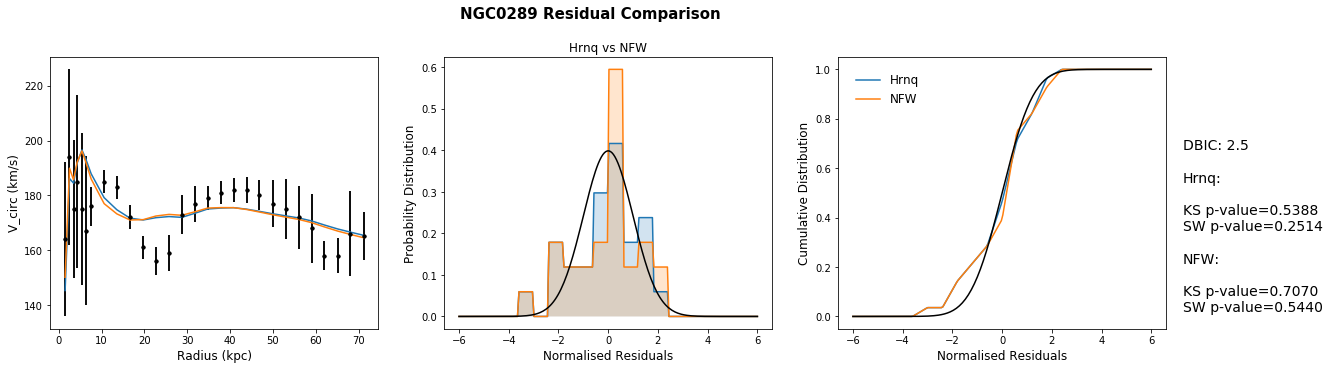 NGC0289 Residual Comparison
V_circ (km/s)
220
200
180
160
140
0 10 20 30 40 50 60 70
Radius (kpc)
Hrnq vs NFW
Probability Distribution
0.6
0.5
0.4
0.3
0.2
0.1
0.0
−6 −4 −2 0 2 4 6
Normalised Residuals
Cumulative Distribution
1.0
0.8
0.6
0.4
0.2
0.0
Hrnq
NFW
−6 −4 −2 0 2 4 6
Normalised Residuals
DBIC: 2.5
Hrnq:
KS p-value=0.5388
SW p-value=0.2514
NFW:
KS p-value=0.7070
SW p-value=0.5440